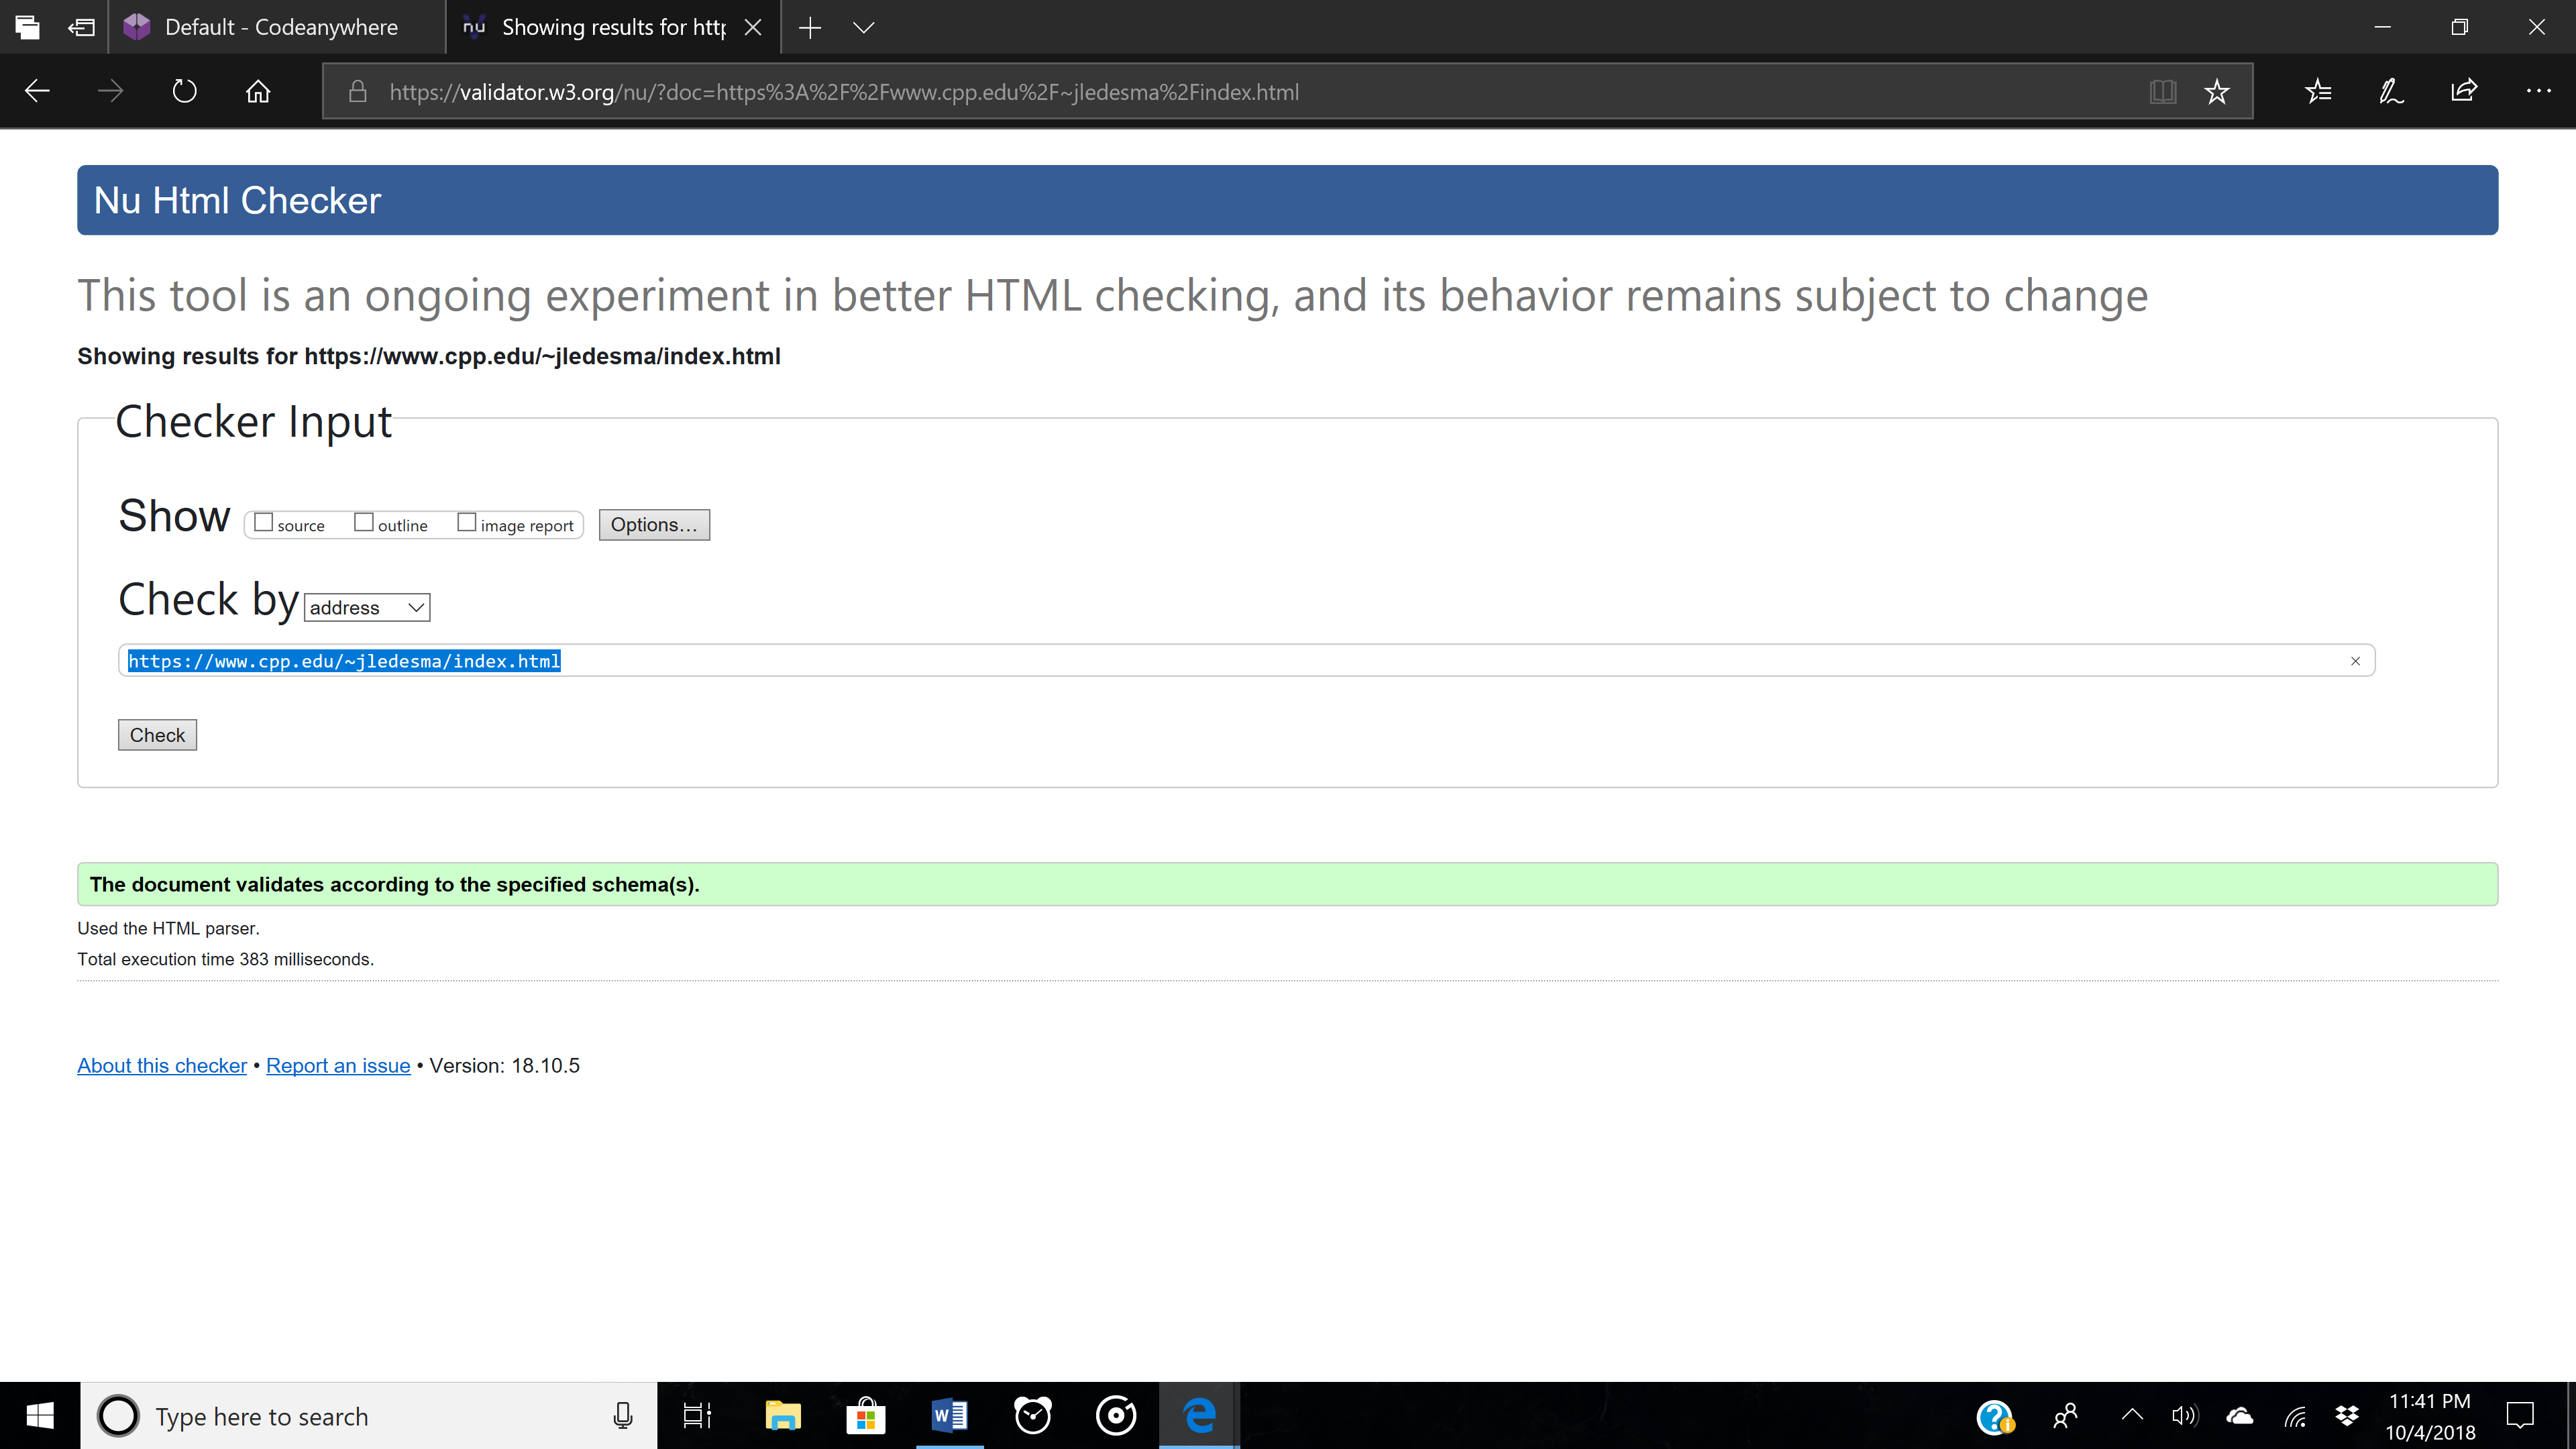 Default - Codeanywhere
nu Showing results for http
https://validator.w3.org/nu/?doc=https%3A%2F%2Fwww.cpp.edu%2F~jledesma%2Findex.html
Nu Html Checker
This tool is an ongoing experiment in better HTML checking, and its behavior remains subject to change
Showing results for https://www.cpp.edu/~jledesma/index.html
Checker Input
Show source outline image report Options...
Check by address
https://www.cpp.edu/~jledesma/index.html
Check
The document validates according to the specified schema(s).
Used the HTML parser.
Total execution time 383 milliseconds.
About this checker • Report an issue • Version: 18.10.5
Type here to search
11:41 PM
10/4/2018